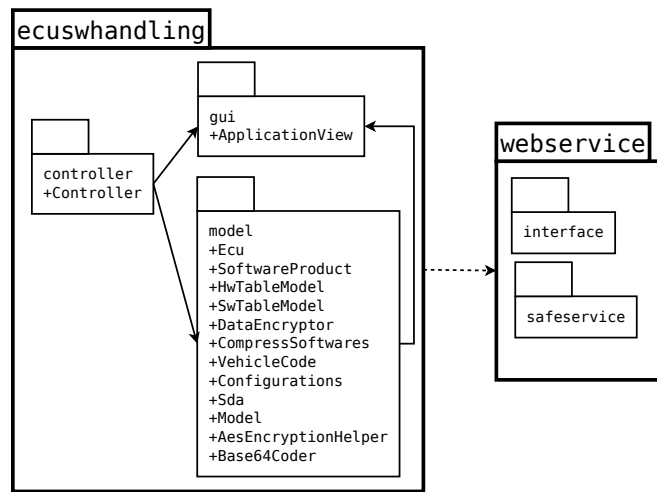 ecuswhandling
gui
+ApplicationView
controller
+Controller
model
+Ecu
+SoftwareProduct
+HwTableModel
+SwTableModel
+DataEncryptor
+CompressSoftwares
+VehicleCode
+Configurations
+Sda
+Model
+AesEncryptionHelper
+Base64Coder
webservice
interface
safeservice